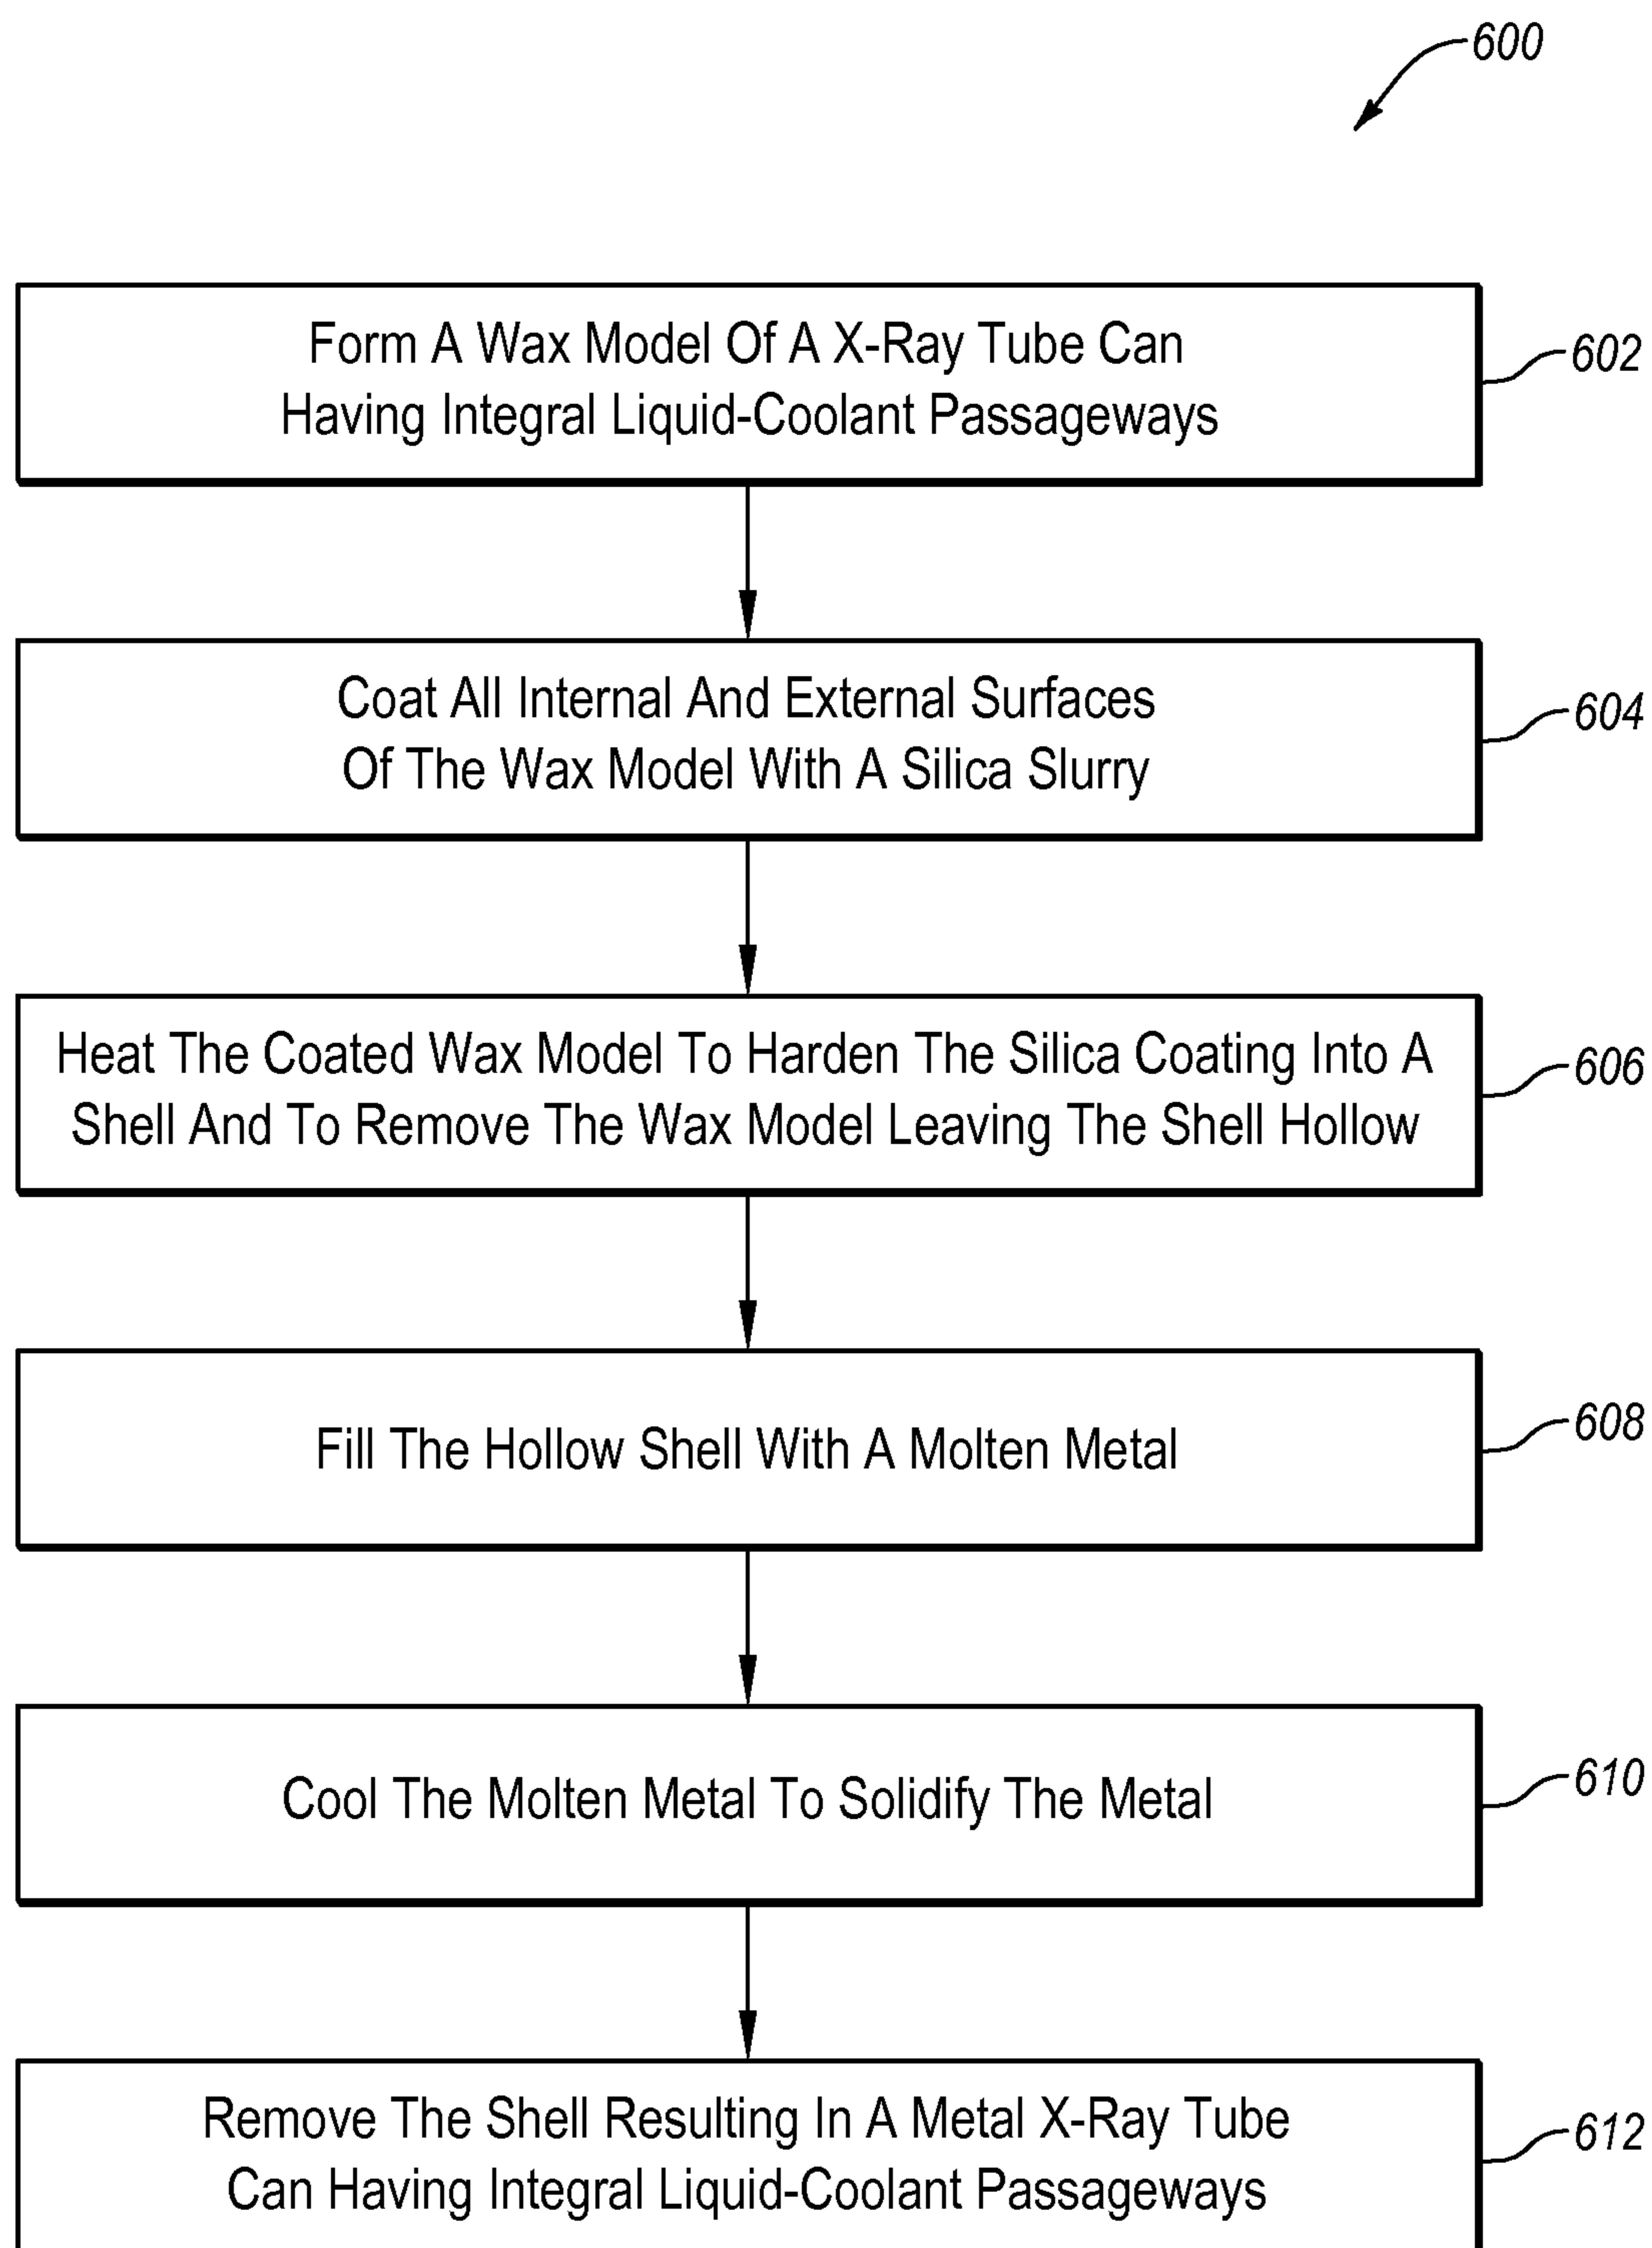 600
Form A Wax Model Of A X-Ray Tube Can
Having Integral Liquid-Coolant Passageways
602
Coat All Internal And External Surfaces
Of The Wax Model With A Silica Slurry
604
Heat The Coated Wax Model To Harden The Silica Coating Into A
Shell And To Remove The Wax Model Leaving The Shell Hollow
606
Fill The Hollow Shell With A Molten Metal
608
Cool The Molten Metal To Solidify The Metal
610
Remove The Shell Resulting In A Metal X-Ray Tube
Can Having Integral Liquid-Coolant Passageways
612